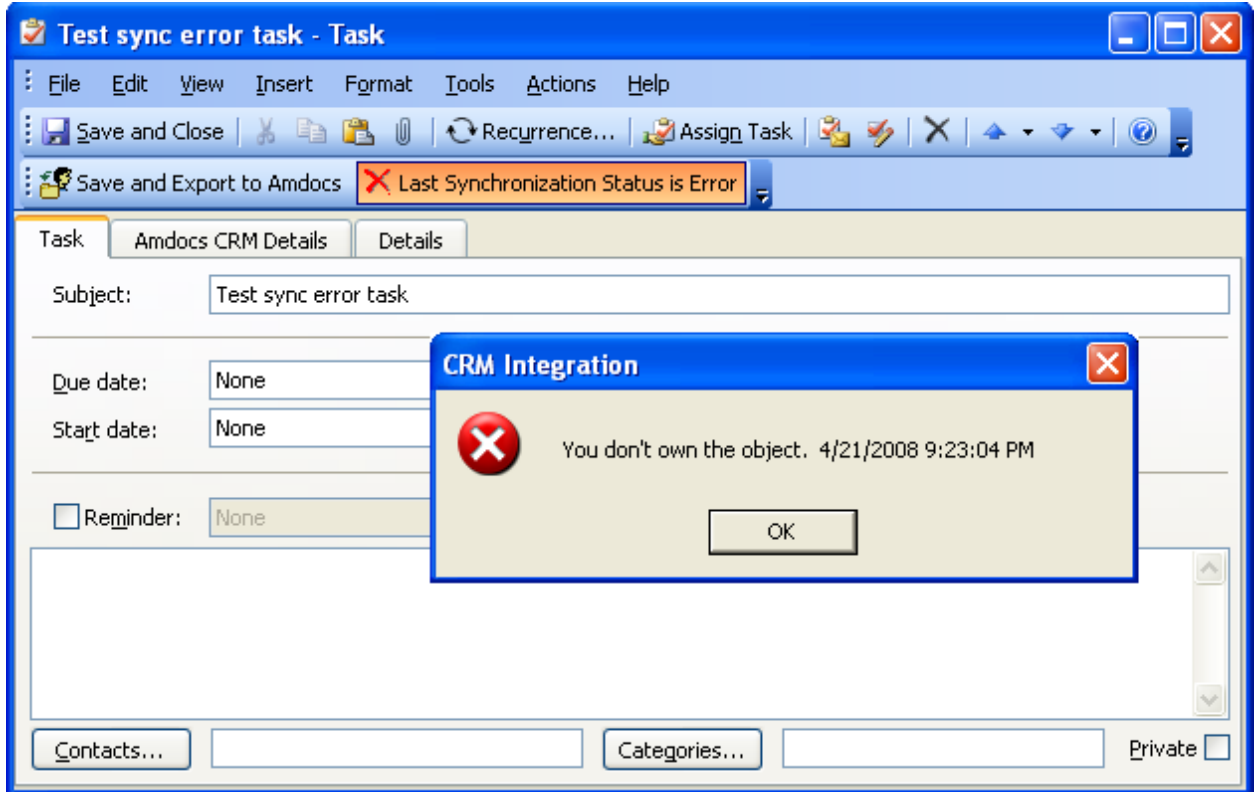 Test sync error task - Task
File Edit View Insert Format Tools Actions Help
Save and Close Recurrence... Assign Task
Save and Export to Amdocs Last Synchronization Status is Error
Task Amdocs CRM Details Details
Subject: Test sync error task
CRM Integration
Due date: None
Start date: None
You don't own the object. 4/21/2008 9:23:04 PM
Reminder: None
OK
Contacts... Categories... Private